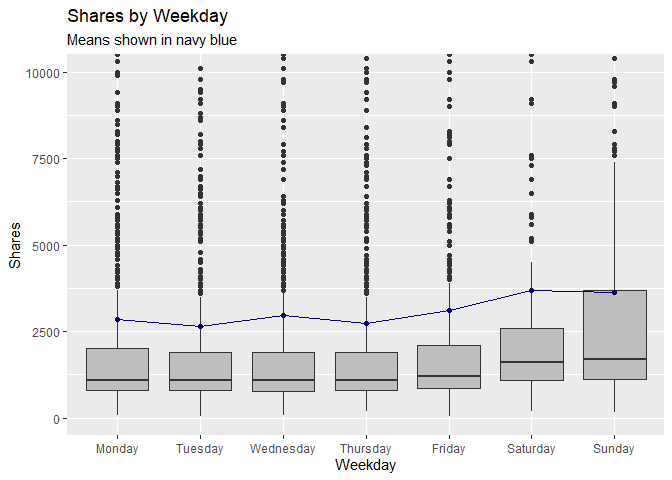 Shares by Weekday
Means shown in navy blue
10000
7500
5000
2500
0
Shares
Monday Tuesday Wednesday Thursday Friday Saturday Sunday
Weekday